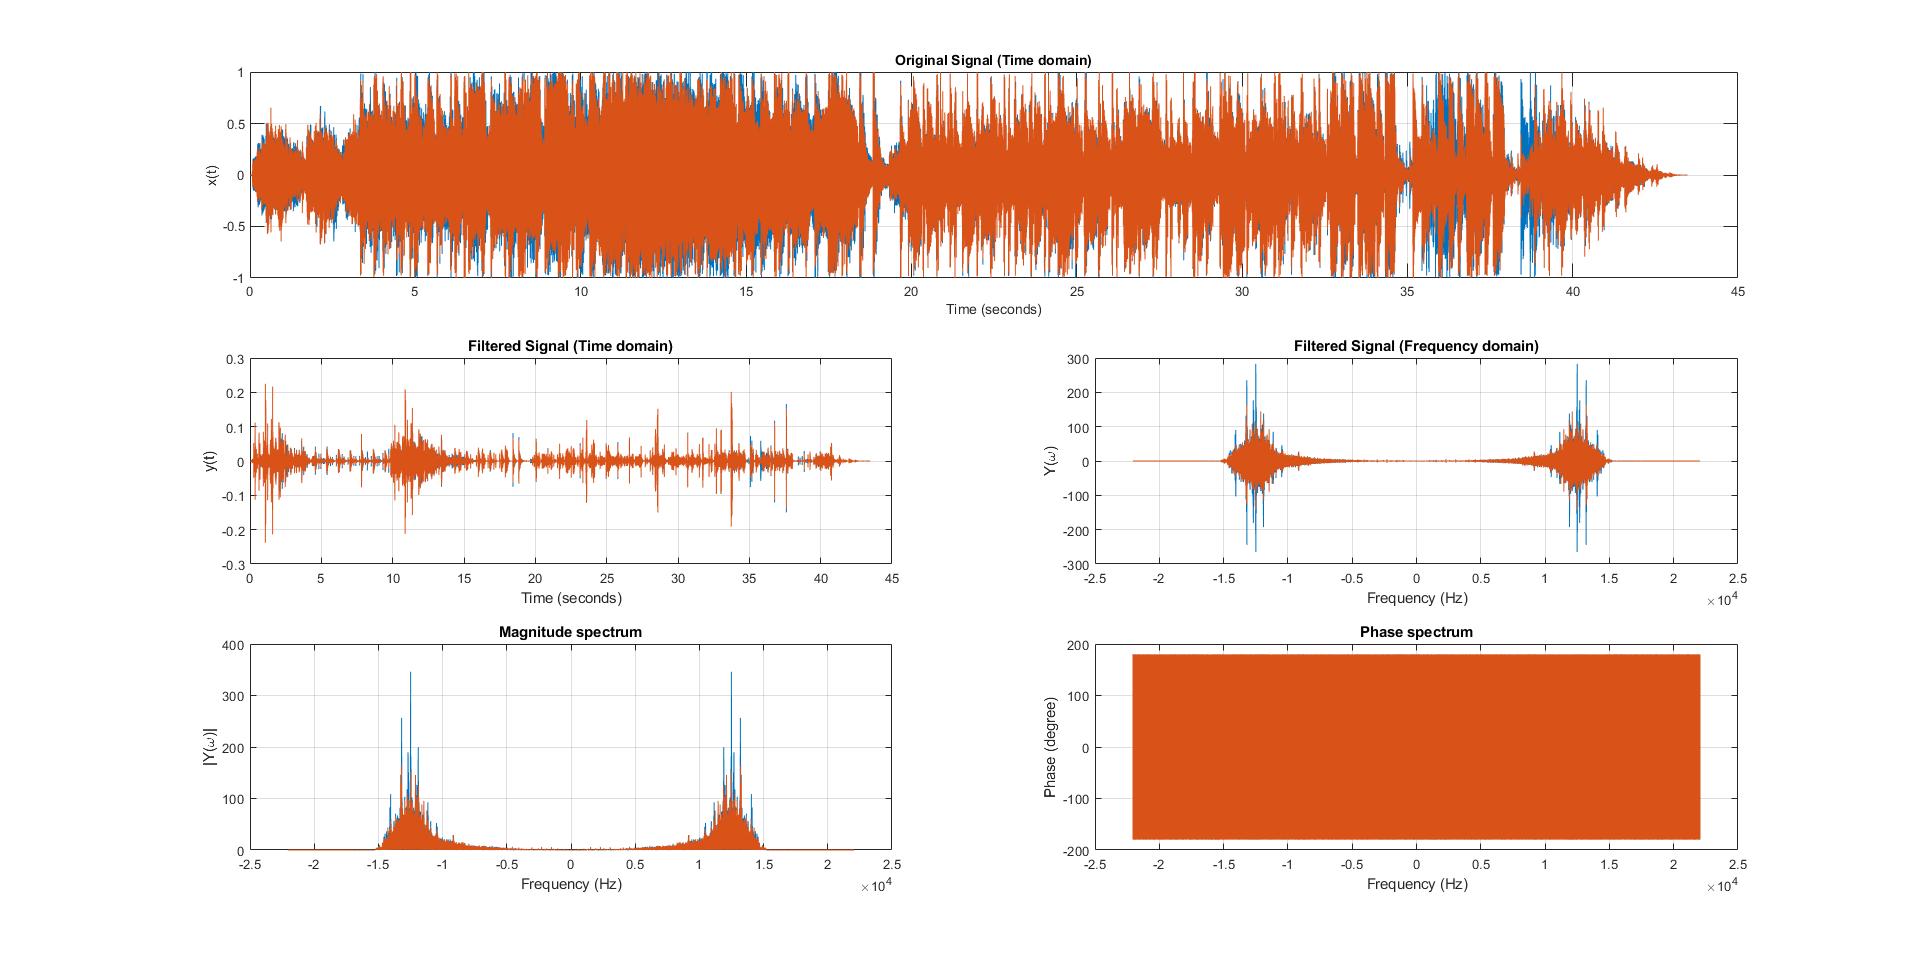 Original Signal (Time domain)
1
0.5
0
-0.5
-1
x(t)
0 5 10 15 20 25 30 35 40 45
Time (seconds)
Filtered Signal (Time domain)
0.3
0.2
0.1
0
-0.1
-0.2
-0.3
y(t)
0 5 10 15 20 25 30 35 40 45
Time (seconds)
Filtered Signal (Frequency domain)
300
200
100
0
-100
-200
-300
Y(ω)
-2.5 -2 -1.5 -1 -0.5 0 0.5 1 1.5 2 2.5
Frequency (Hz)
×10^4
Magnitude spectrum
400
300
200
100
0
|Y(ω)|
-2.5 -2 -1.5 -1 -0.5 0 0.5 1 1.5 2 2.5
Frequency (Hz)
×10^4
Phase spectrum
200
100
0
-100
-200
Phase (degree)
-2.5 -2 -1.5 -1 -0.5 0 0.5 1 1.5 2 2.5
Frequency (Hz)
×10^4